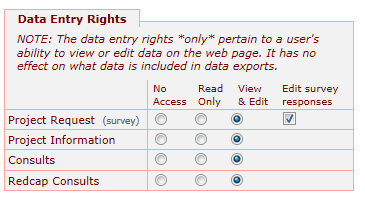 Data Entry Rights
NOTE: The data entry rights *only* pertain to a user's
ability to view or edit data on the web page. It has no
effect on what data is included in data exports.
No Access Read Only View & Edit Edit survey responses
Project Request (survey)
Project Information
Consults
Redcap Consults